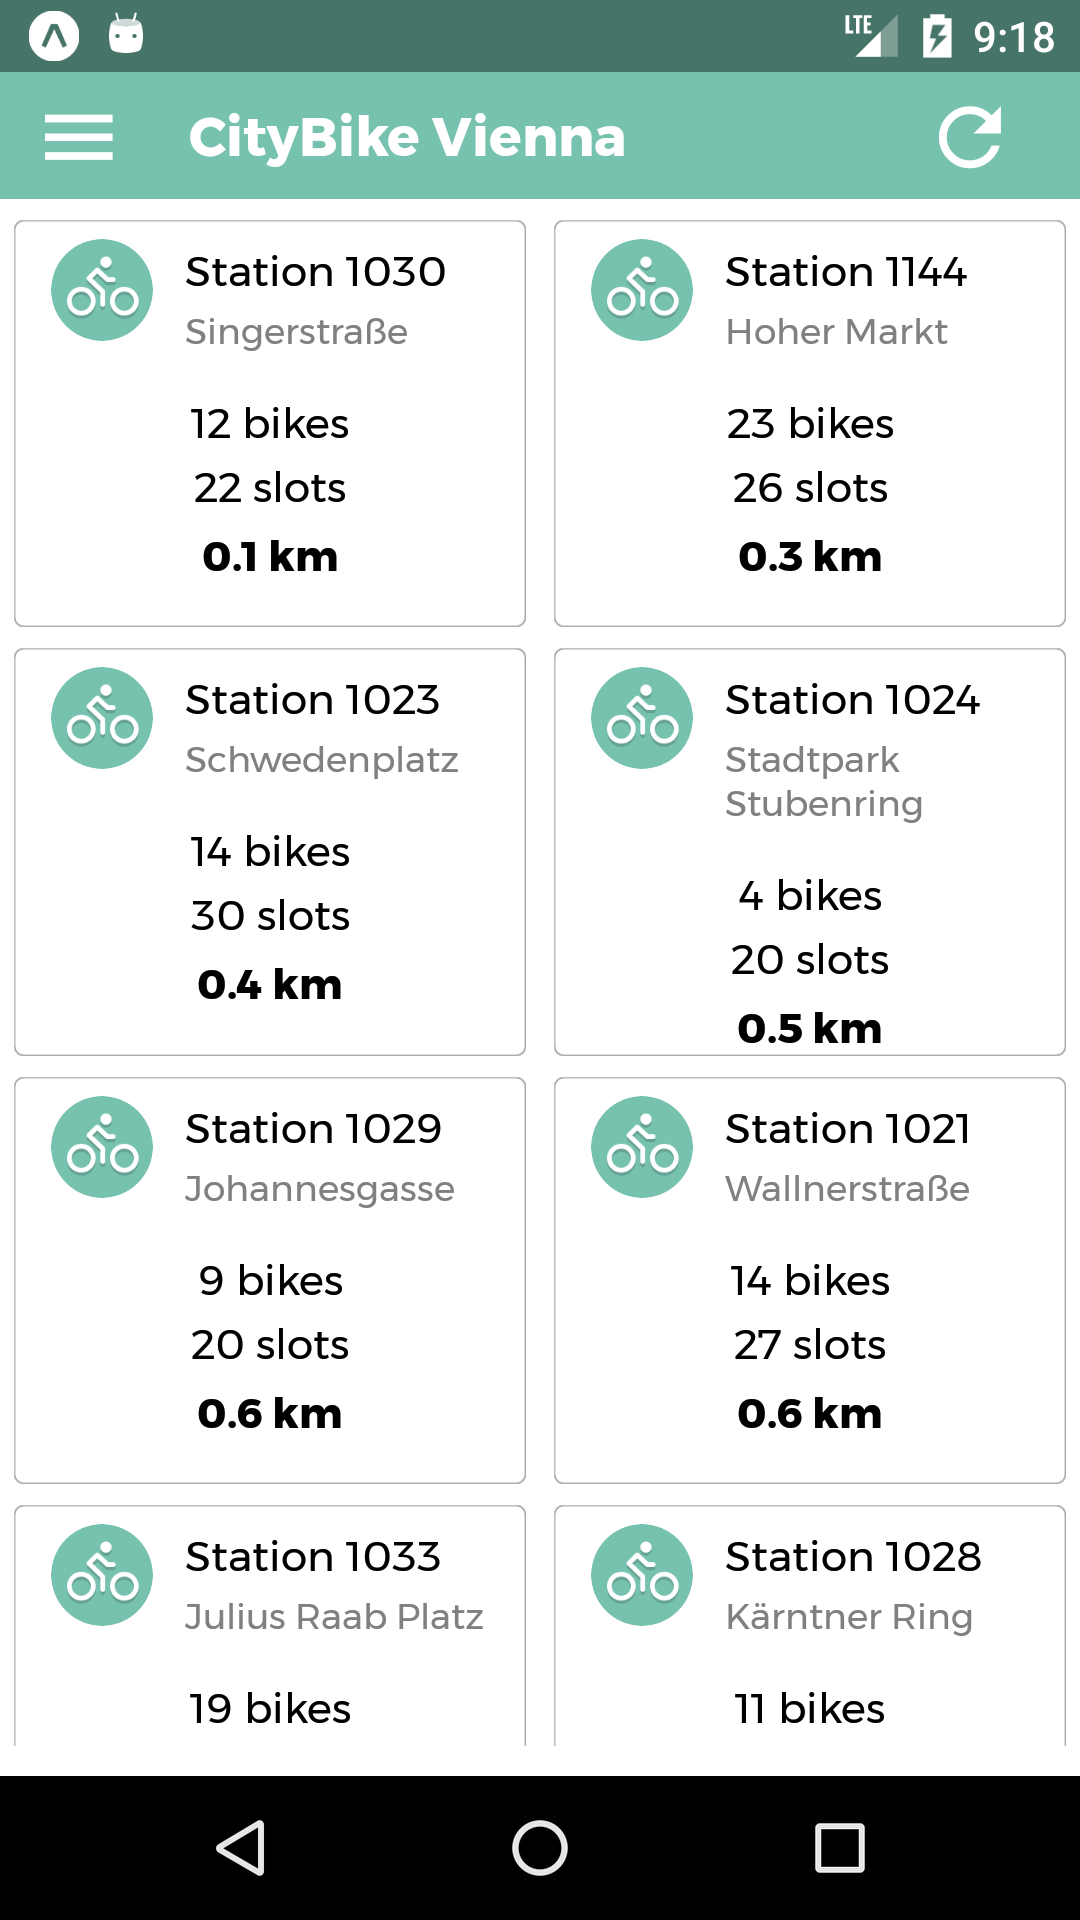 LTE 9:18
CityBike Vienna
Station 1030
Singerstraße
12 bikes
22 slots
0.1 km
Station 1144
Hoher Markt
23 bikes
26 slots
0.3 km
Station 1023
Schwedenplatz
14 bikes
30 slots
0.4 km
Station 1024
Stadtpark
Stubenring
4 bikes
20 slots
0.5 km
Station 1029
Johannesgasse
9 bikes
20 slots
0.6 km
Station 1021
Wallnerstraße
14 bikes
27 slots
0.6 km
Station 1033
Julius Raab Platz
19 bikes
Station 1028
Kärntner Ring
11 bikes